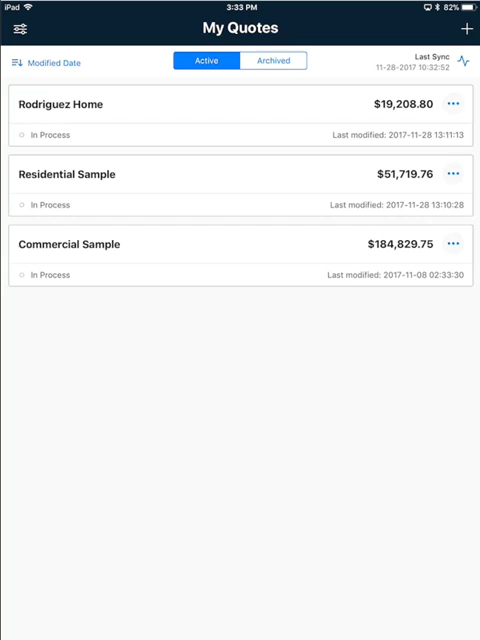 iPad 3:33 PM 82%
My Quotes
Modified Date Active Archived Last Sync
11-28-2017 10:32:52
Rodriguez Home $19,208.80
In Process Last modified: 2017-11-28 13:11:13
Residential Sample $51,719.76
In Process Last modified: 2017-11-28 13:10:28
Commercial Sample $184,829.75
In Process Last modified: 2017-11-08 02:33:30